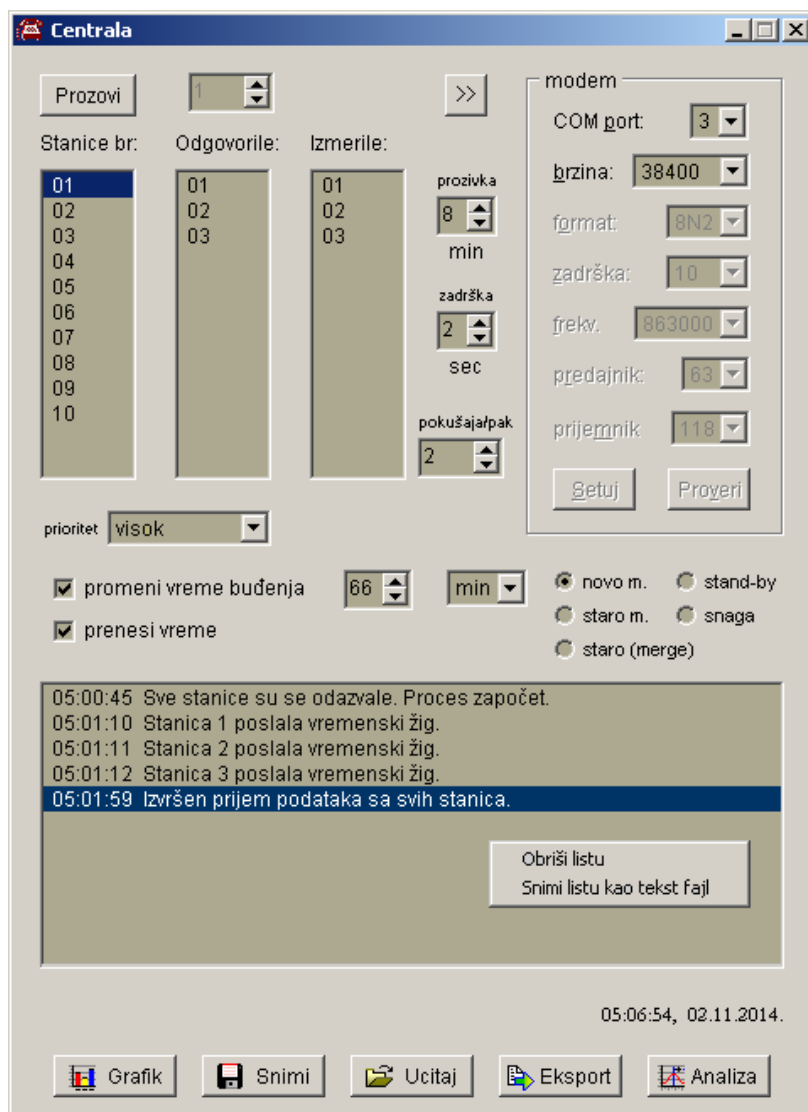 Centrala
Prozovi 1 >>
Stanice br: Odgovorile: Izmerile:
01 01 01
02 02 02
03 03 03
04
05
06
07
08
09
10
prozivka
8
min
zadrška
2
sec
pokušaja/pak
2
modem
COM port: 3
brzina: 38400
format: 8N2
zadrška: 10
frekv. 863000
predajnik: 63
prijemnik 118
Setuj Proveri
prioritet visok
promeni vreme buđenja 66 min
prenesi vreme
novo m. stand-by
staro m. snaga
staro (merge)
05:00:45 Sve stanice su se odazvale. Proces započet.
05:01:10 Stanica 1 poslala vremenski žig.
05:01:11 Stanica 2 poslala vremenski žig.
05:01:12 Stanica 3 poslala vremenski žig.
05:01:59 Izvršen prijem podataka sa svih stanica.
Obriši listu
Snimi listu kao tekst fajl
05:06:54, 02.11.2014.
Grafik Snimi Ucitaj Eksport Analiza